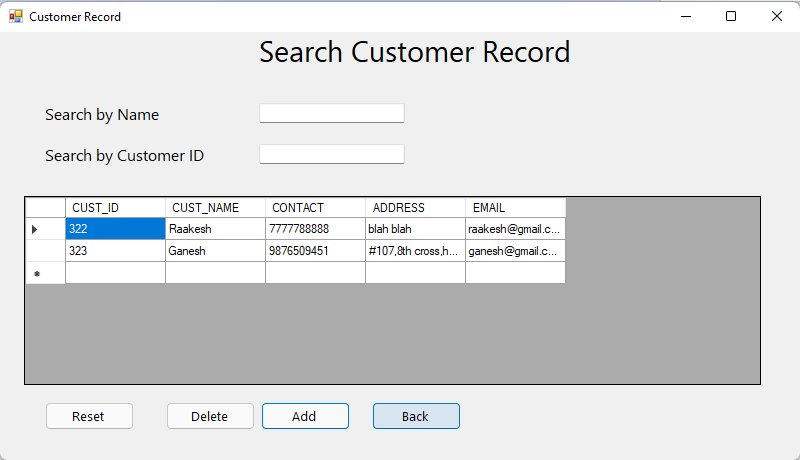 Customer Record
Search Customer Record
Search by Name
Search by Customer ID
CUST_ID CUST_NAME CONTACT ADDRESS EMAIL
322 Raakesh 7777788888 blah blah raakesh@gmail.c...
323 Ganesh 9876509451 #107,8th cross,h... ganesh@gmail.c...
Reset Delete Add Back